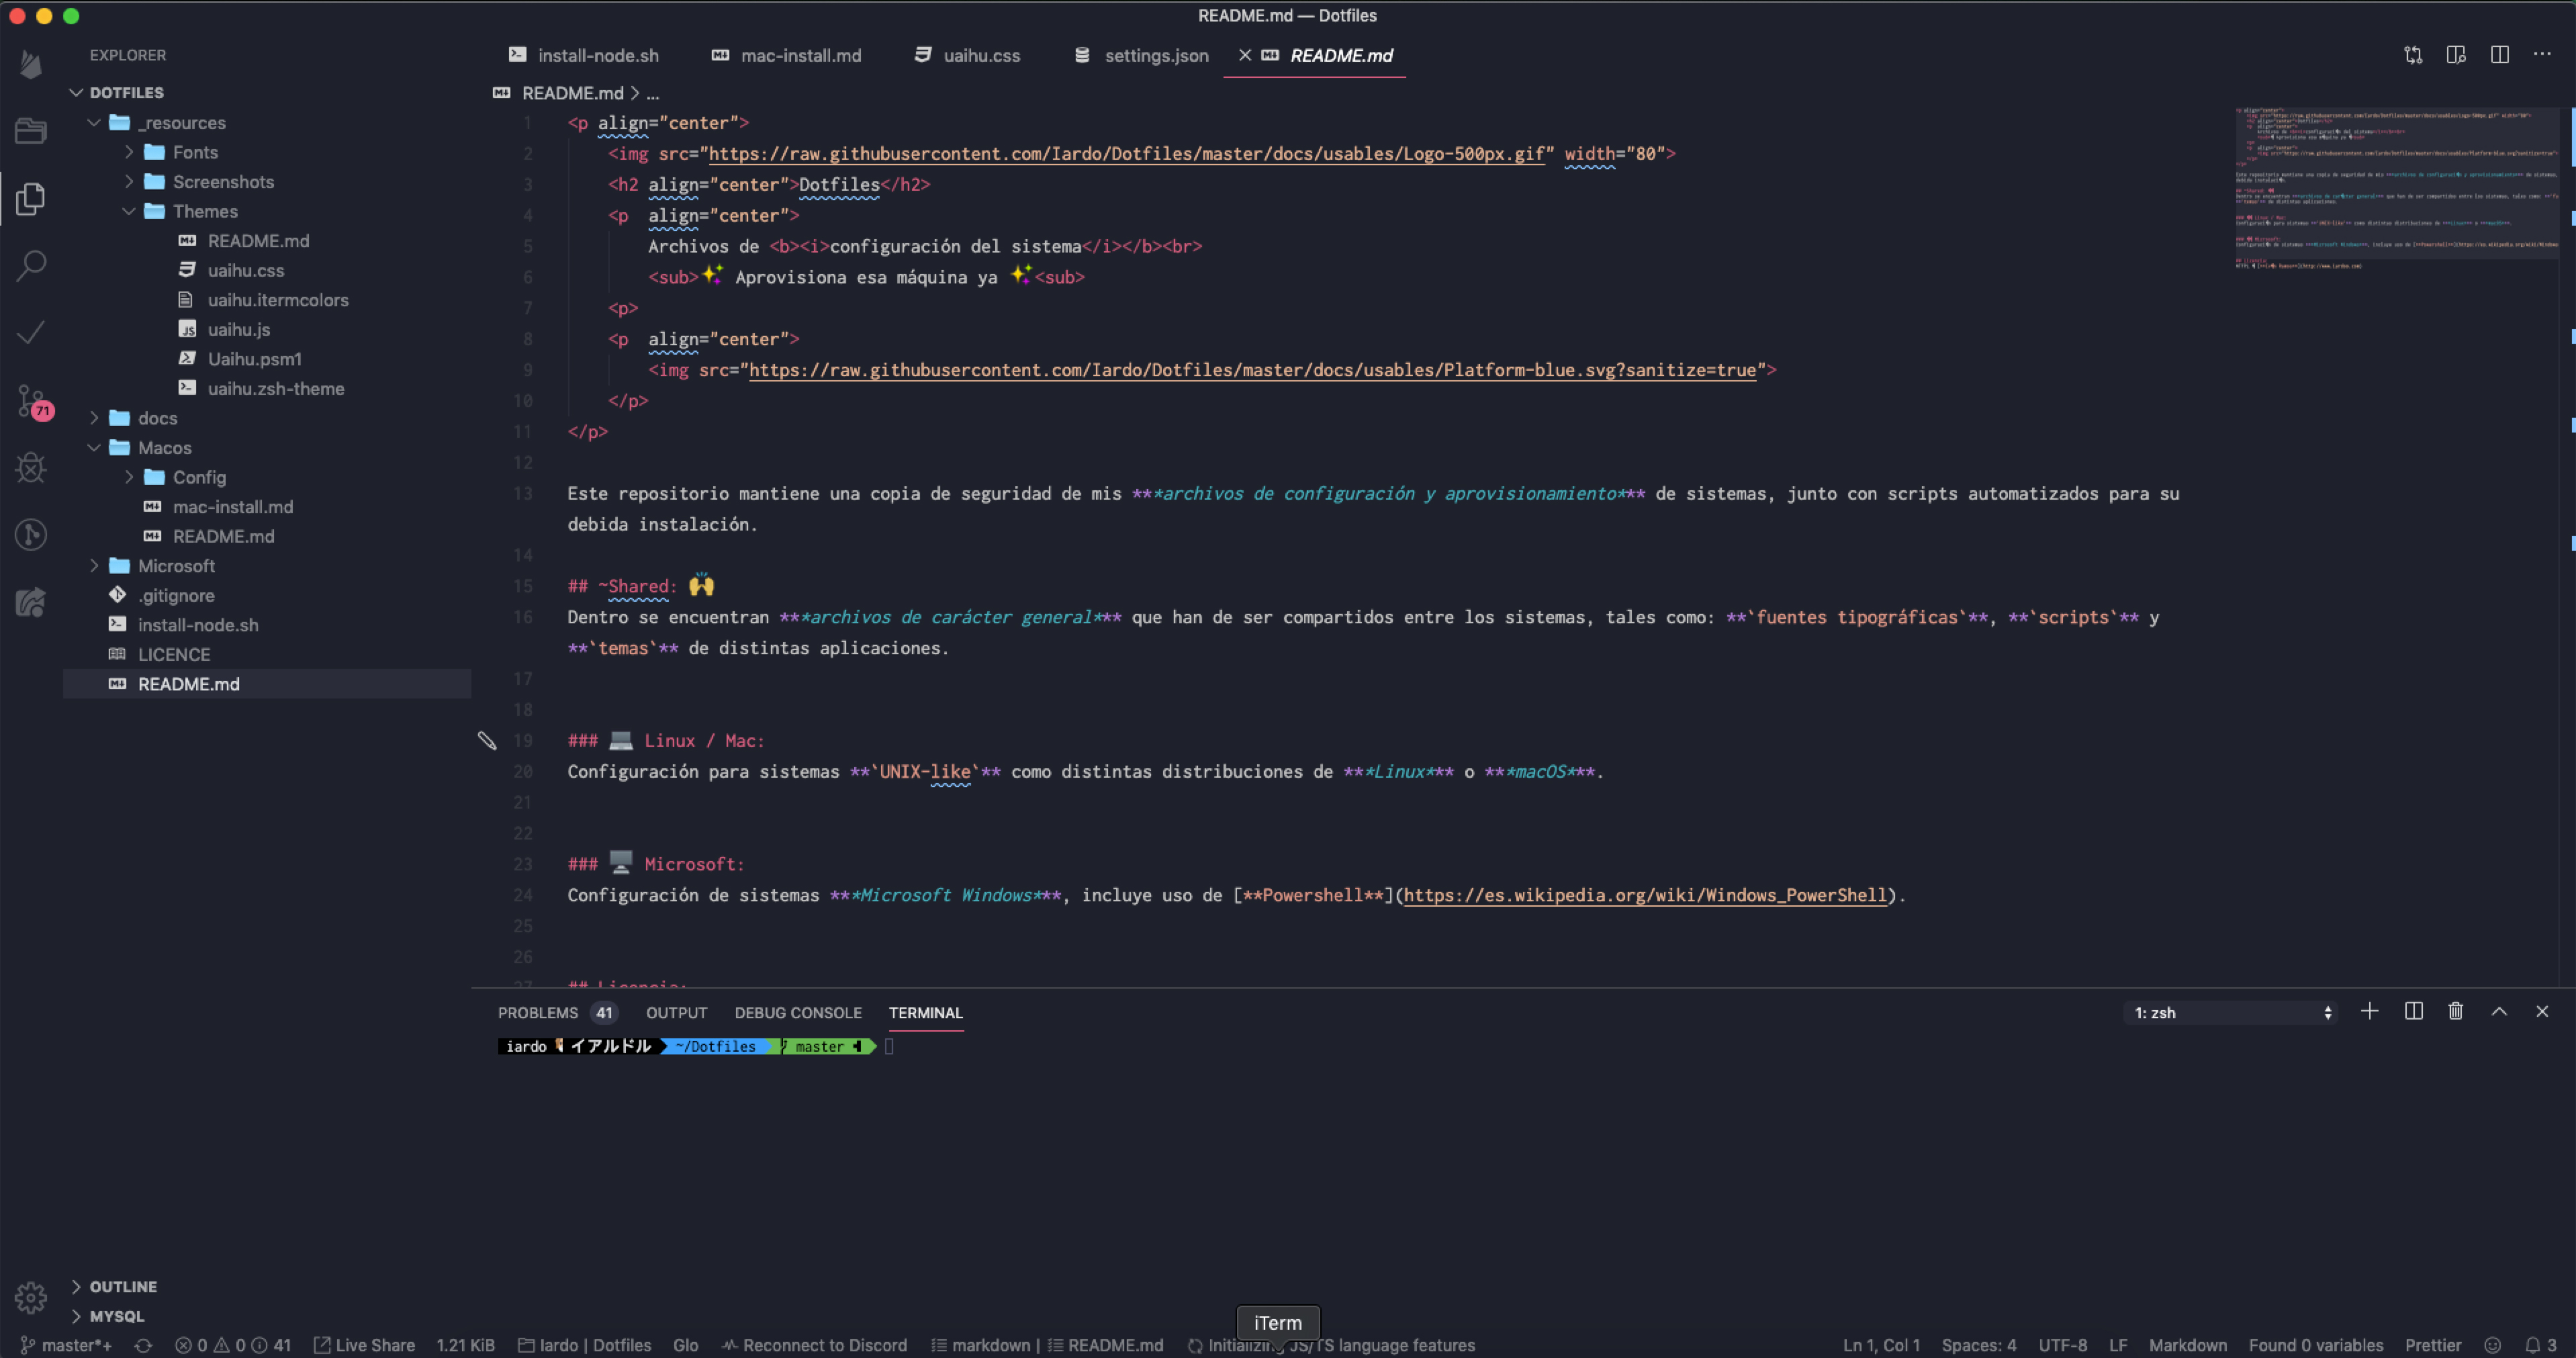 README.md — Dotfiles
EXPLORER
DOTFILES
_resources
Fonts
Screenshots
Themes
README.md
uaihu.css
uaihu.itermcolors
uaihu.js
Uaihu.psm1
uaihu.zsh-theme
docs
Macos
Config
mac-install.md
README.md
Microsoft
.gitignore
install-node.sh
LICENCE
README.md
71
OUTLINE
MYSQL
install-node.sh mac-install.md uaihu.css settings.json README.md
README.md > ...
1 <p align="center">
2 <img src="https://raw.githubusercontent.com/Iardo/Dotfiles/master/docs/usables/Logo-500px.gif" width="80">
3 <h2 align="center">Dotfiles</h2>
4 <p align="center">
5 Archivos de <b><i>configuración del sistema</i></b><br>
6 <sub>✨ Aprovisiona esa máquina ya ✨<sub>
7 <p>
8 <p align="center">
9 <img src="https://raw.githubusercontent.com/Iardo/Dotfiles/master/docs/usables/Platform-blue.svg?sanitize=true">
10 </p>
11 </p>
12
13 Este repositorio mantiene una copia de seguridad de mis ***archivos de configuración y aprovisionamiento*** de sistemas, junto con scripts automatizados para su
debida instalación.
14
15 ## ~Shared: 🙌
16 Dentro se encuentran ***archivos de carácter general*** que han de ser compartidos entre los sistemas, tales como: **`fuentes tipográficas`**, **`scripts`** y
**`temas`** de distintas aplicaciones.
17
18
19 ### 💻 Linux / Mac:
20 Configuración para sistemas **`UNIX-like`** como distintas distribuciones de ***Linux*** o ***macOS***.
21
22
23 ### 🖥️ Microsoft:
24 Configuración de sistemas ***Microsoft Windows***, incluye uso de [**Powershell**](https://es.wikipedia.org/wiki/Windows_PowerShell).
25
26
27 ## Licencia:
PROBLEMS 41 OUTPUT DEBUG CONSOLE TERMINAL 1: zsh
iardo イアルドル ~/Dotfiles master
iTerm
master*+ 0 0 41 Live Share 1.21 KiB Iardo | Dotfiles Glo Reconnect to Discord markdown | README.md Initializing JS/TS language features Ln 1, Col 1 Spaces: 4 UTF-8 LF Markdown Found 0 variables Prettier 3